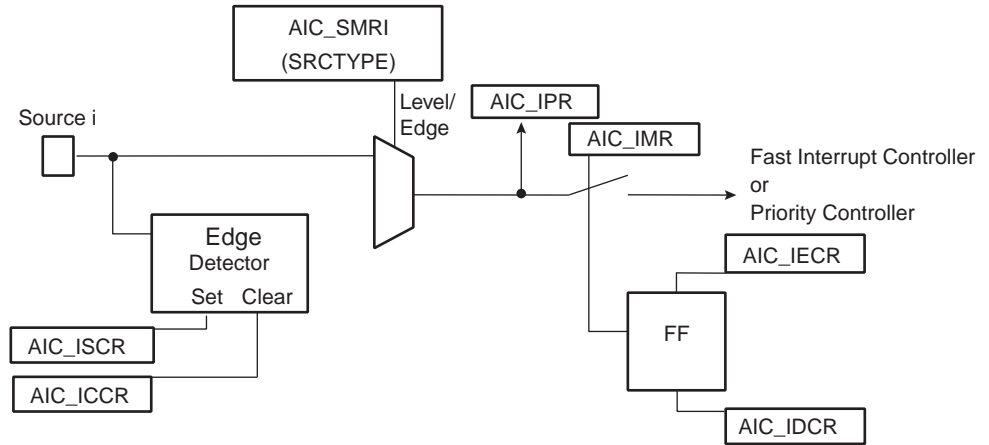 AIC_SMRI
(SRCTYPE)
Source i
Level/
Edge
AIC_IPR
AIC_IMR
Fast Interrupt Controller
or
Priority Controller
Edge
Detector
Set Clear
AIC_IECR
FF
AIC_ISCR
AIC_ICCR
AIC_IDCR